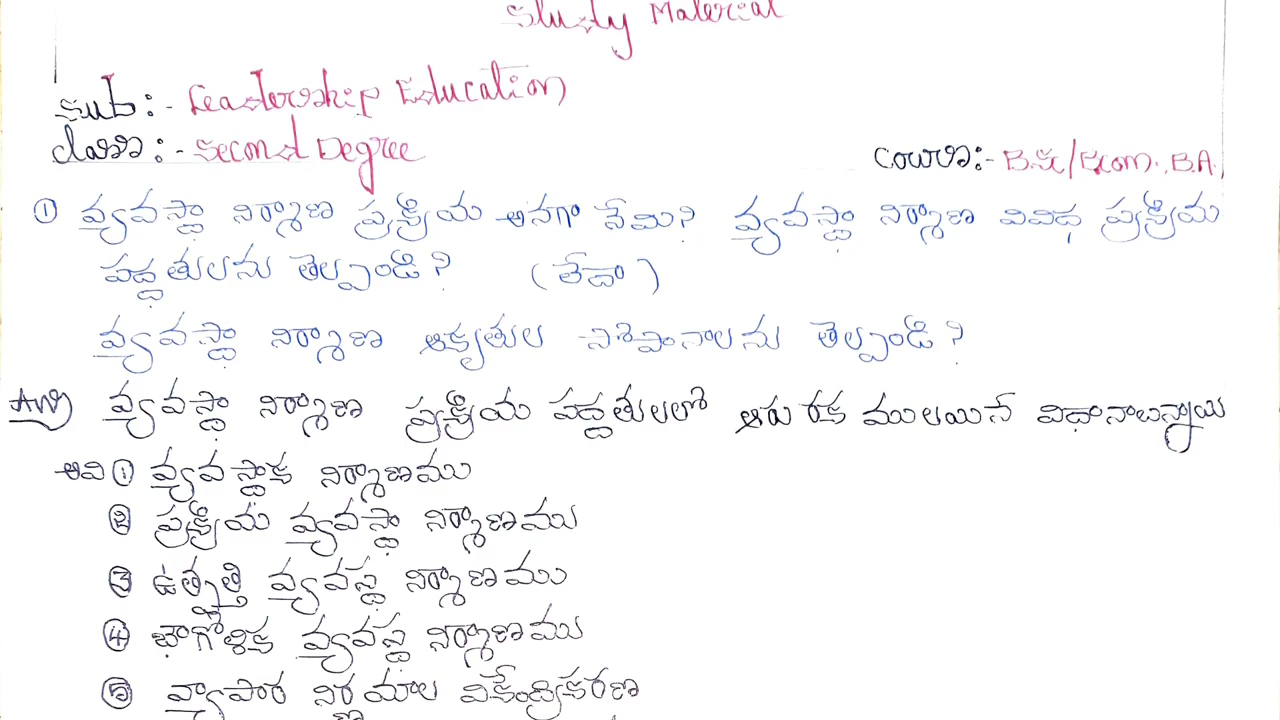 Study Material
Sub:- Leadership Education
class:- Second Degree
Course:- B.Sc/B.com., B.A.
① వ్యవస్థా నిర్మాణ ప్రక్రియ అనగా నేమి? వ్యవస్థా నిర్మాణ వివిధ ప్రక్రియ
పద్ధతులను తెల్పండి? (లేదా)
వ్యవస్థా నిర్మాణ ఆకృతుల నిర్మాణాలను తెల్పండి?
Ans) వ్యవస్థా నిర్మాణ ప్రక్రియ పద్ధతులలో ఆరు రకములయినే విధానాలున్నాయి
అవి ① వ్యవస్థాక నిర్మాణము
② ప్రక్రియ వ్యవస్థా నిర్మాణము
③ ఉత్పత్తి వ్యవస్థ నిర్మాణము
④ భౌగోళిక వ్యవస్థ నిర్మాణము
⑤ వ్యాపార నిర్ణయాల వికేంద్రీకరణ